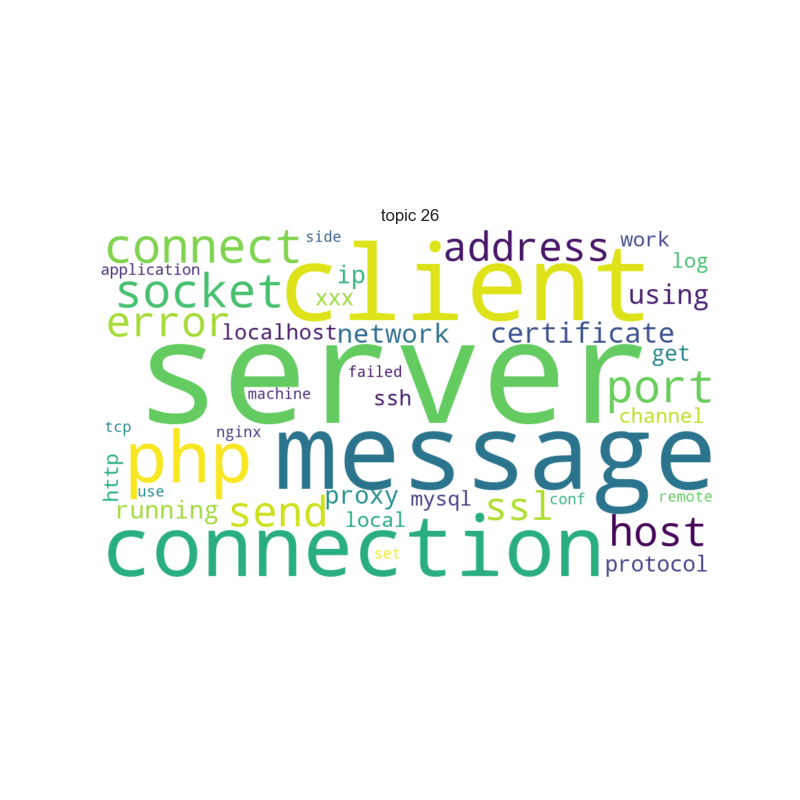 topic 26
connect side address work
application client log
socket ip xxx using
error localhost network certificate
server get
failed port
machine ssh channel
tcp nginx
php message
http use proxy mysql ssl conf remote
running send local host
connection set protocol